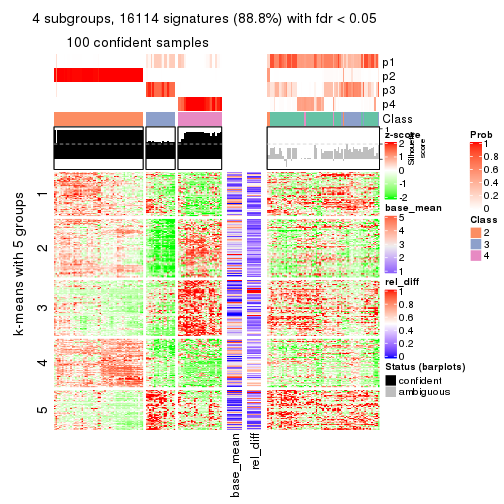 4 subgroups, 16114 signatures (88.8%) with fdr < 0.05
100 confident samples
p1
p2
p3
p4
Class
1
Silhouette
score
z-score
2
1
0
-1
-2
base_mean
5
4
3
2
1
rel_diff
1
0.8
0.6
0.4
0.2
0
Status (barplots)
confident
ambiguous
Prob
1
0.8
0.6
0.4
0.2
0
Class
2
3
4
k-means with 5 groups
1
2
3
4
5
base_mean
rel_diff